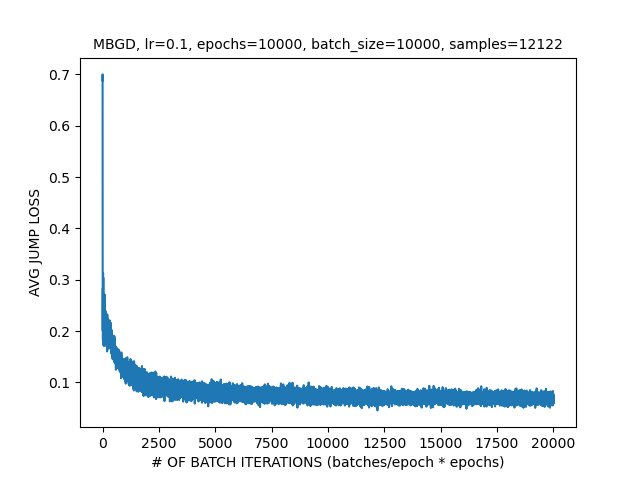 MBGD, lr=0.1, epochs=10000, batch_size=10000, samples=12122
AVG JUMP LOSS
0.7
0.6
0.5
0.4
0.3
0.2
0.1
0 2500 5000 7500 10000 12500 15000 17500 20000
# OF BATCH ITERATIONS (batches/epoch * epochs)